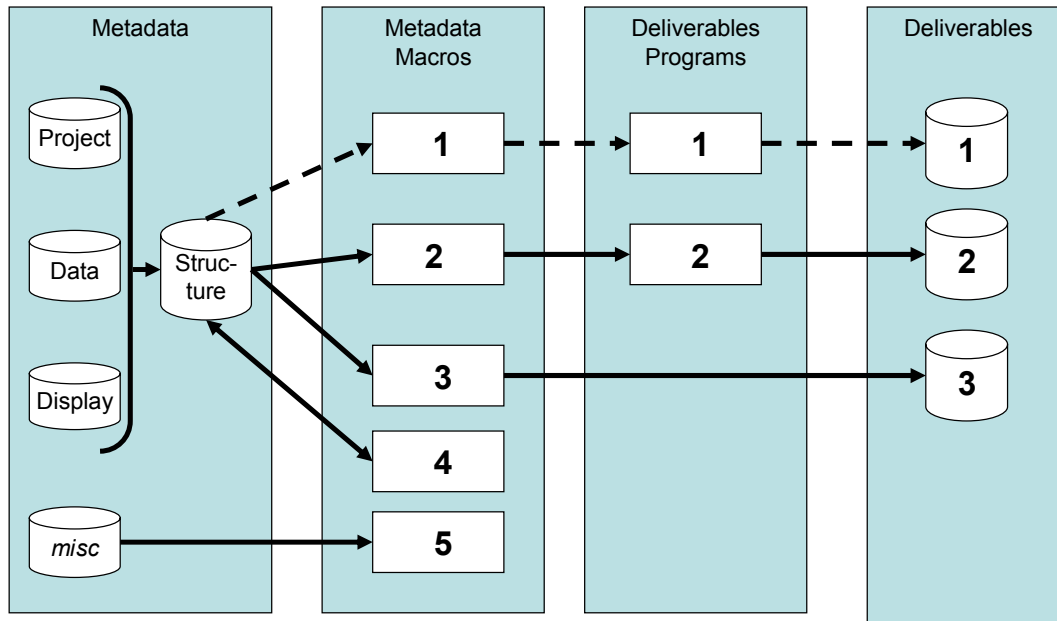 Metadata
Project
Data
Struc-
ture
Display
misc
Metadata
Macros
1
2
3
4
5
Deliverables
Programs
1
2
Deliverables
1
2
3